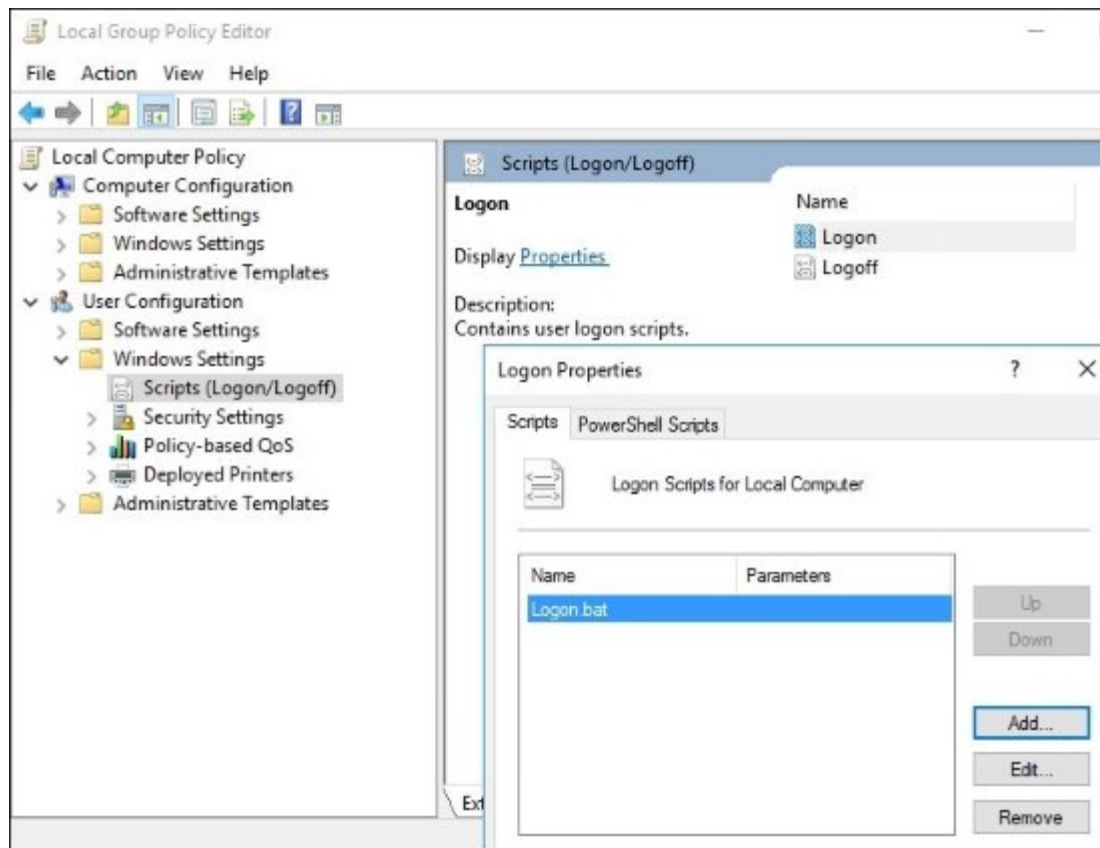 Local Group Policy Editor
File Action View Help
Local Computer Policy
Computer Configuration
Software Settings
Windows Settings
Administrative Templates
User Configuration
Software Settings
Windows Settings
Scripts (Logon/Logoff)
Security Settings
Policy-based QoS
Deployed Printers
Administrative Templates
Scripts (Logon/Logoff)
Logon
Display Properties
Description:
Contains user logon scripts.
Name
Logon
Logoff
Logon Properties
?
Scripts PowerShell Scripts
Logon Scripts for Local Computer
Name Parameters
Logon.bat
Up
Down
Add...
Edit...
Remove